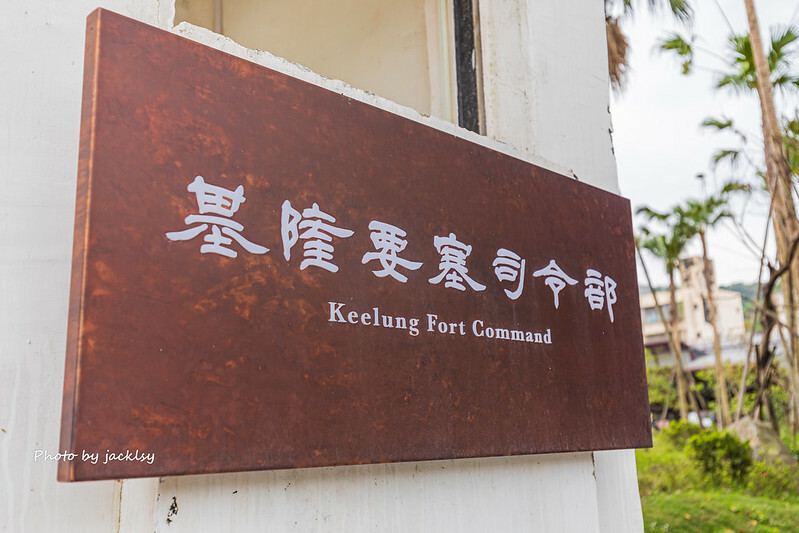 基隆要塞司令部
Keelung Fort Command
Photo by jacklsy